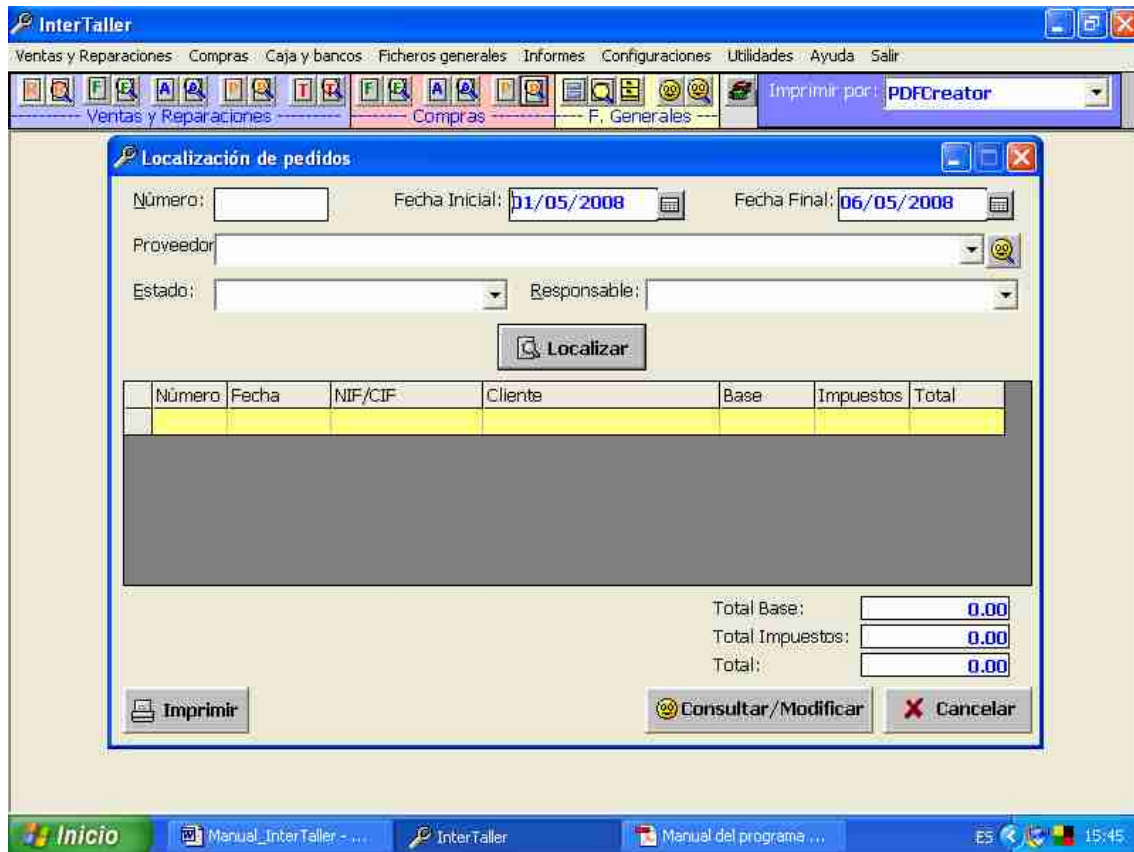 InterTaller
Ventas y Reparaciones Compras Caja y bancos Ficheros generales Informes Configuraciones Utilidades Ayuda Salir
R F E A A P P T T F E A A P P Imprimir por: PDFCreator
Ventas y Reparaciones Compras F. Generales
Localización de pedidos
Número: Fecha Inicial: 01/05/2008 Fecha Final: 06/05/2008
Proveedor
Estado: Responsable:
Localizar
Número Fecha NIF/CIF Cliente Base Impuestos Total
Total Base: 0.00
Total Impuestos: 0.00
Total: 0.00
Imprimir Consultar/Modificar Cancelar
Inicio Manual_InterTaller - ... InterTaller Manual del programa ... ES 15:45